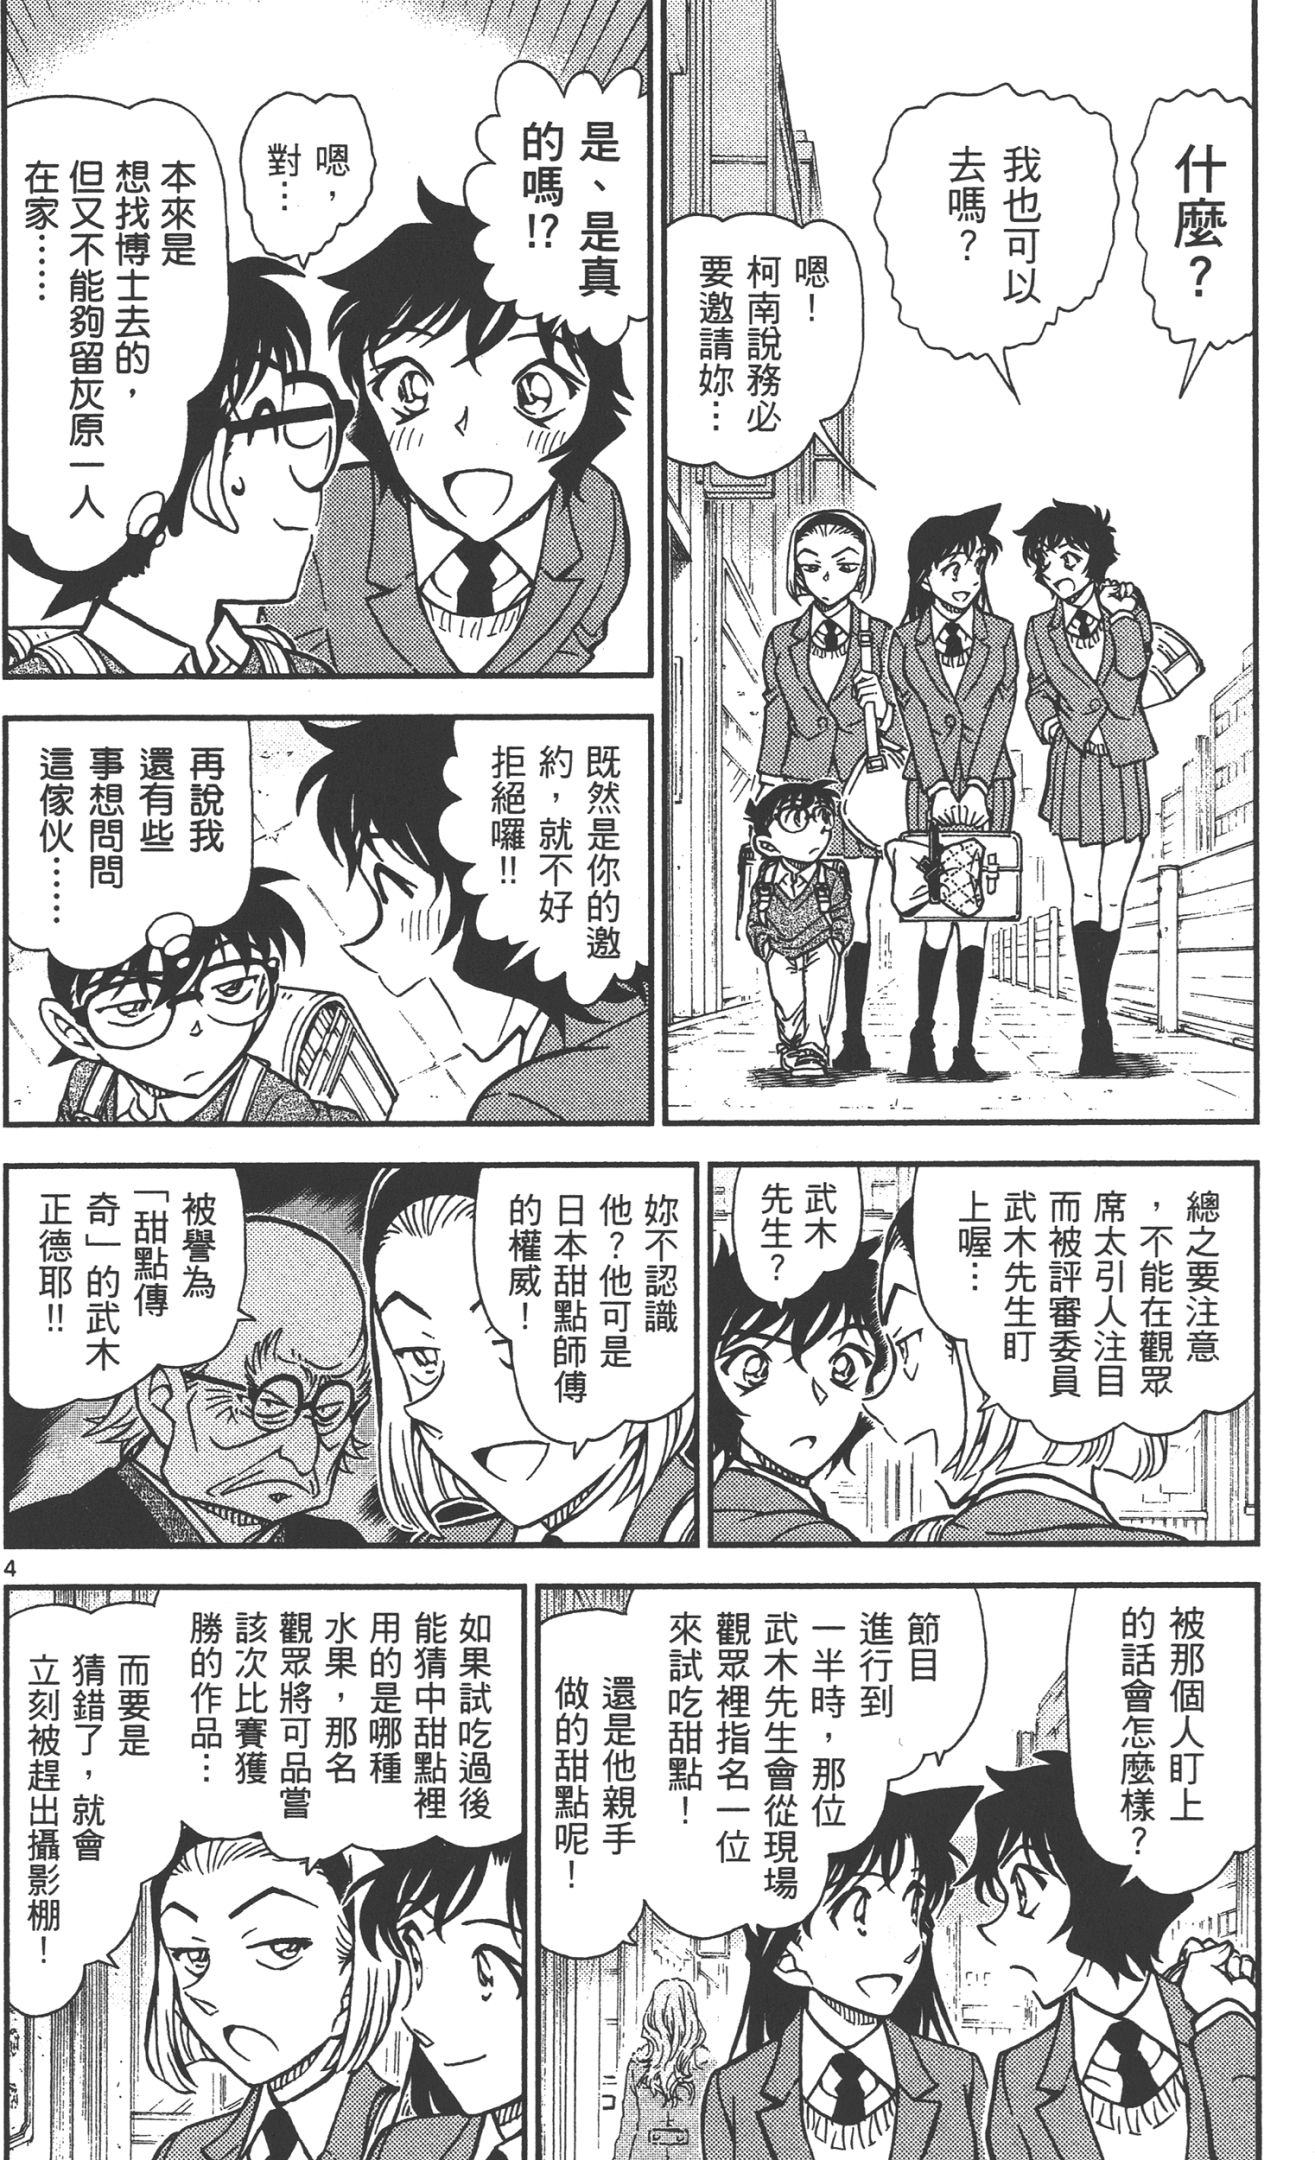 什麼?
我也可以
去嗎?
嗯!
柯南說務必
要邀請妳…
是、是真
的嗎!?
嗯,
對…
本來是
想找博士去的,
但又不能夠留灰原一人
在家……
既然是你的邀
約,就不好
拒絕囉!!
再說我
還有些
事想問問
這傢伙……
總之要注意
,不能在觀眾
席太引人注目
而被評審委員
武木先生盯
上喔…
武木
先生?
妳不認識
他?他可是
日本甜點師傅
的權威!
被譽為
「甜點傳
奇」的武木
正德耶!!
被那個人盯上
的話會怎麼樣?
節目
進行到
一半時,那位
武木先生會從現場
觀眾裡指名一位
來試吃甜點!
還是他親手
做的甜點呢!
如果試吃過後
能猜中甜點裡
用的是哪種
水果,那名
觀眾將可品嘗
該次比賽獲
勝的作品…
而要是
猜錯了,就會
立刻被趕出攝影棚!
4